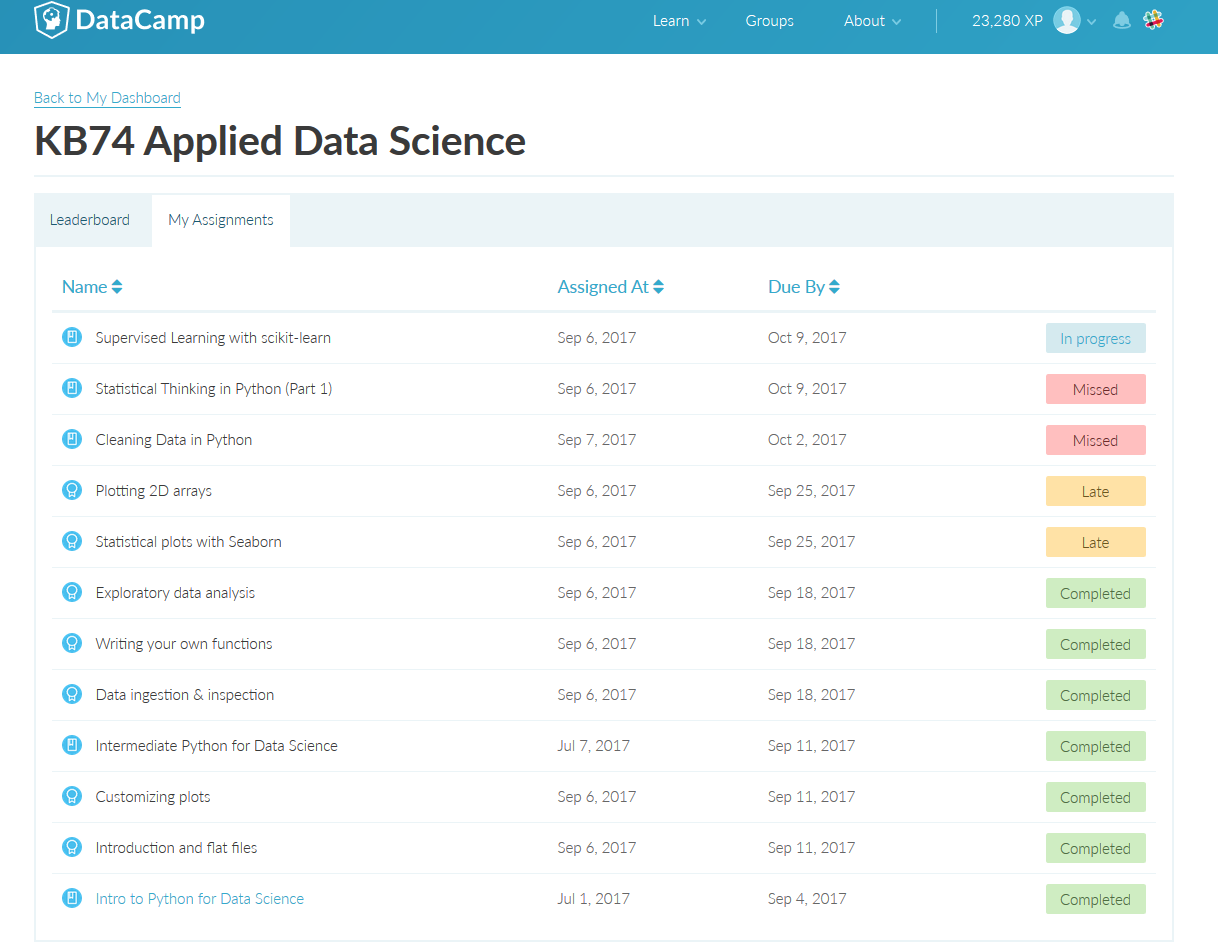 DataCamp Learn Groups About 23,280 XP
Back to My Dashboard
KB74 Applied Data Science
Leaderboard My Assignments
Name Assigned At Due By
Supervised Learning with scikit-learn Sep 6, 2017 Oct 9, 2017 In progress
Statistical Thinking in Python (Part 1) Sep 6, 2017 Oct 9, 2017 Missed
Cleaning Data in Python Sep 7, 2017 Oct 2, 2017 Missed
Plotting 2D arrays Sep 6, 2017 Sep 25, 2017 Late
Statistical plots with Seaborn Sep 6, 2017 Sep 25, 2017 Late
Exploratory data analysis Sep 6, 2017 Sep 18, 2017 Completed
Writing your own functions Sep 6, 2017 Sep 18, 2017 Completed
Data ingestion & inspection Sep 6, 2017 Sep 18, 2017 Completed
Intermediate Python for Data Science Jul 7, 2017 Sep 11, 2017 Completed
Customizing plots Sep 6, 2017 Sep 11, 2017 Completed
Introduction and flat files Sep 6, 2017 Sep 11, 2017 Completed
Intro to Python for Data Science Jul 1, 2017 Sep 4, 2017 Completed